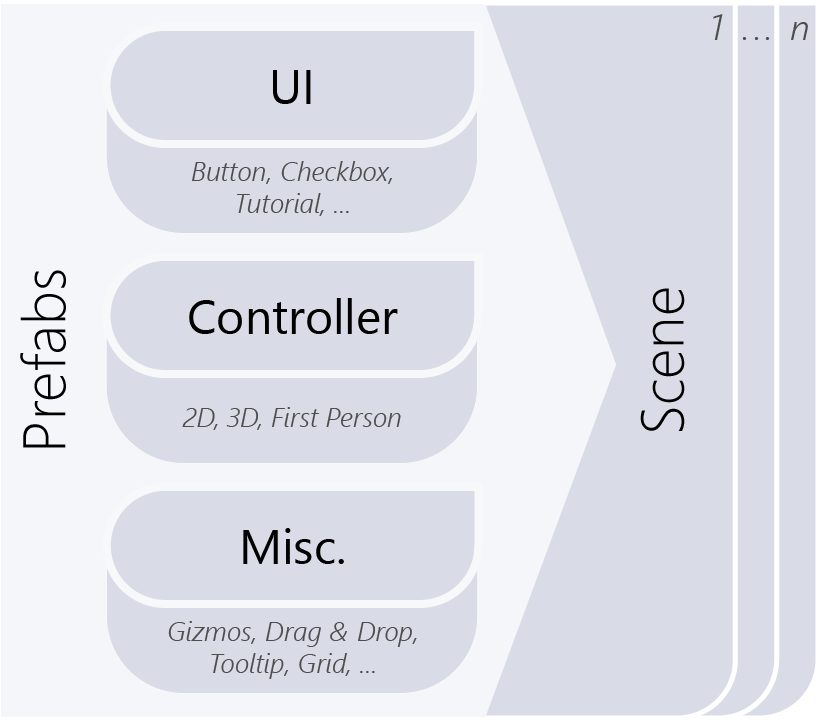 Prefabs
UI
Button, Checkbox,
Tutorial, ...
Controller
2D, 3D, First Person
Misc.
Gizmos, Drag & Drop,
Tooltip, Grid, ...
Scene
1 ... n